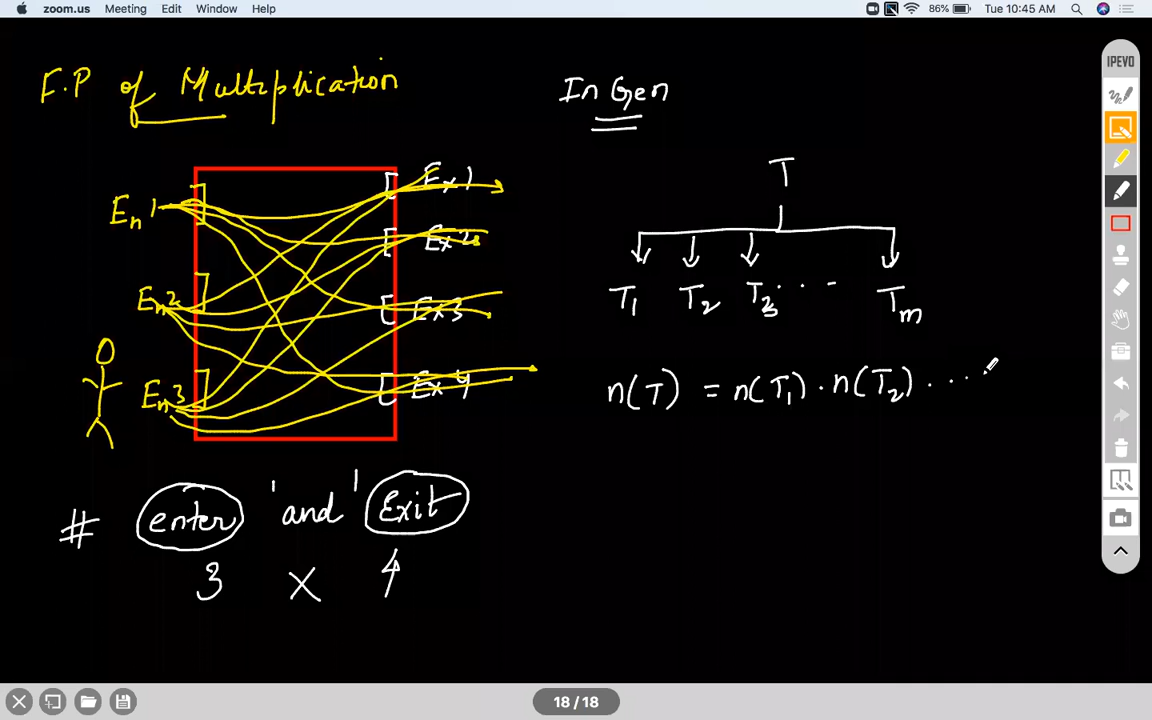 zoom.us Meeting Edit Window Help 86% Tue 10:45 AM
IPEVO
F.P of Multiplication
In Gen
T
T1 T2 T3 . . . - Tm
n(T) = n(T1) . n(T2) . . . .
En 1
En 2
En 3
Ex 1
Ex 2
Ex 3
Ex 4
# enter 'and' Exit
3 X 4
18 / 18